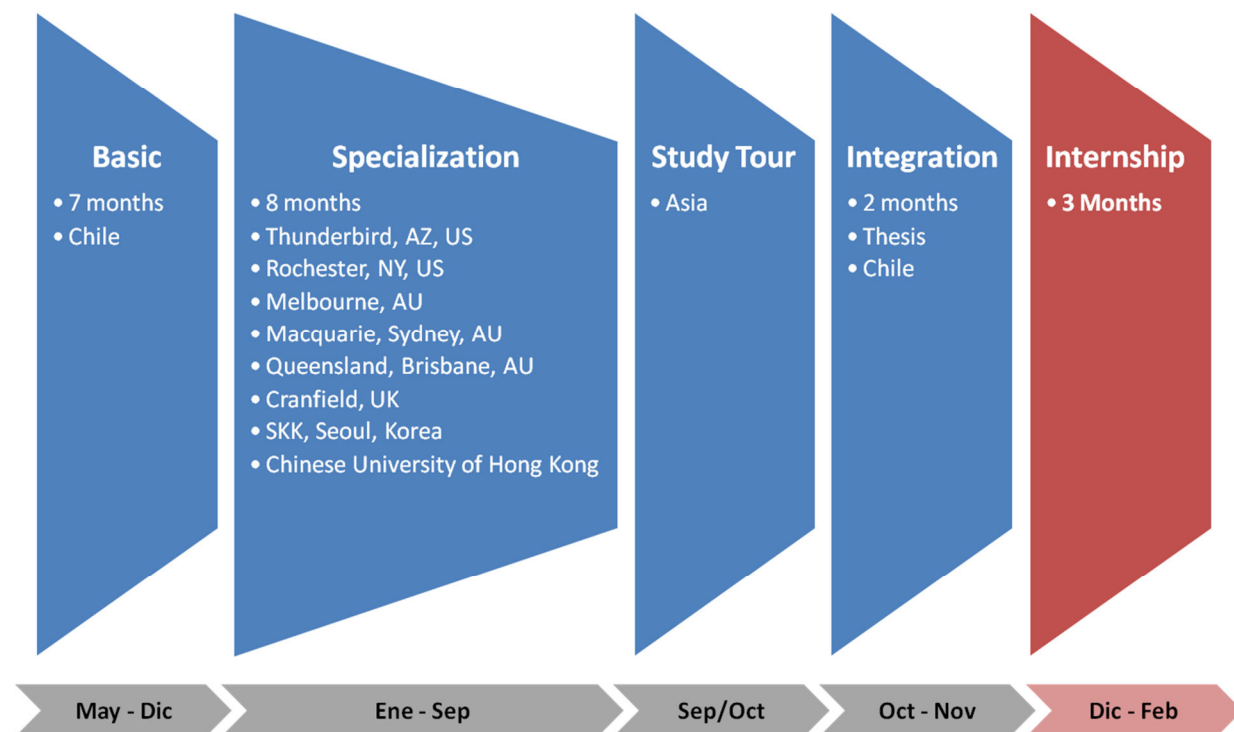 Basic
• 7 months
• Chile
Specialization
• 8 months
• Thunderbird, AZ, US
• Rochester, NY, US
• Melbourne, AU
• Macquarie, Sydney, AU
• Queensland, Brisbane, AU
• Cranfield, UK
• SKK, Seoul, Korea
• Chinese University of Hong Kong
Study Tour
• Asia
Integration
• 2 months
• Thesis
• Chile
Internship
• 3 Months
May - Dic
Ene - Sep
Sep/Oct
Oct - Nov
Dic - Feb